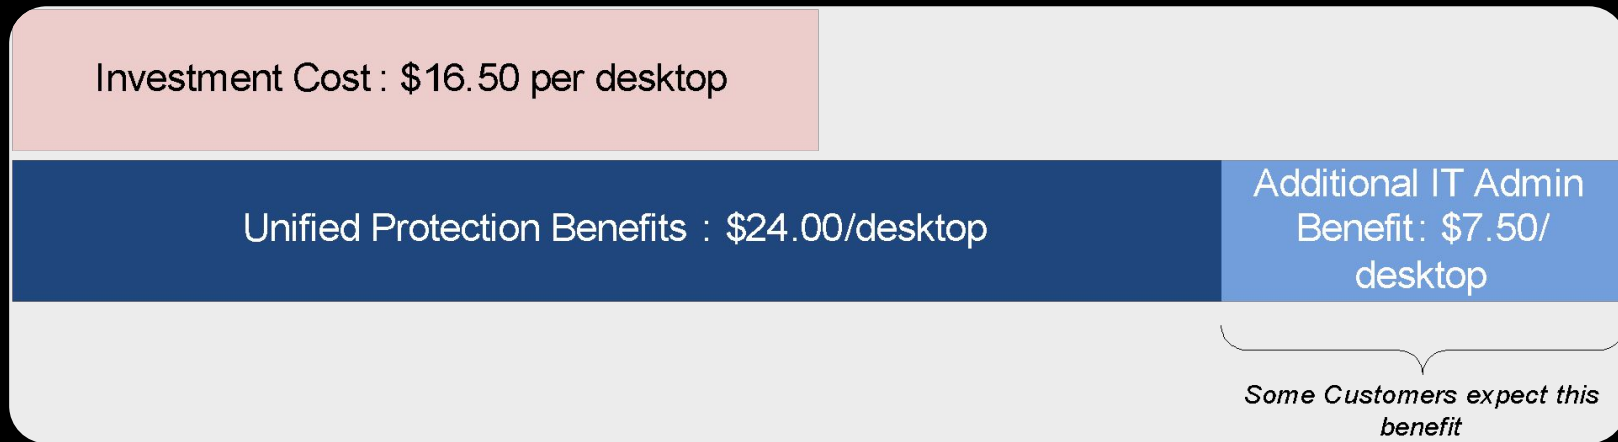 Investment Cost : $16.50 per desktop
Unified Protection Benefits : $24.00/desktop
Additional IT Admin
Benefit: $7.50/
desktop
Some Customers expect this
benefit